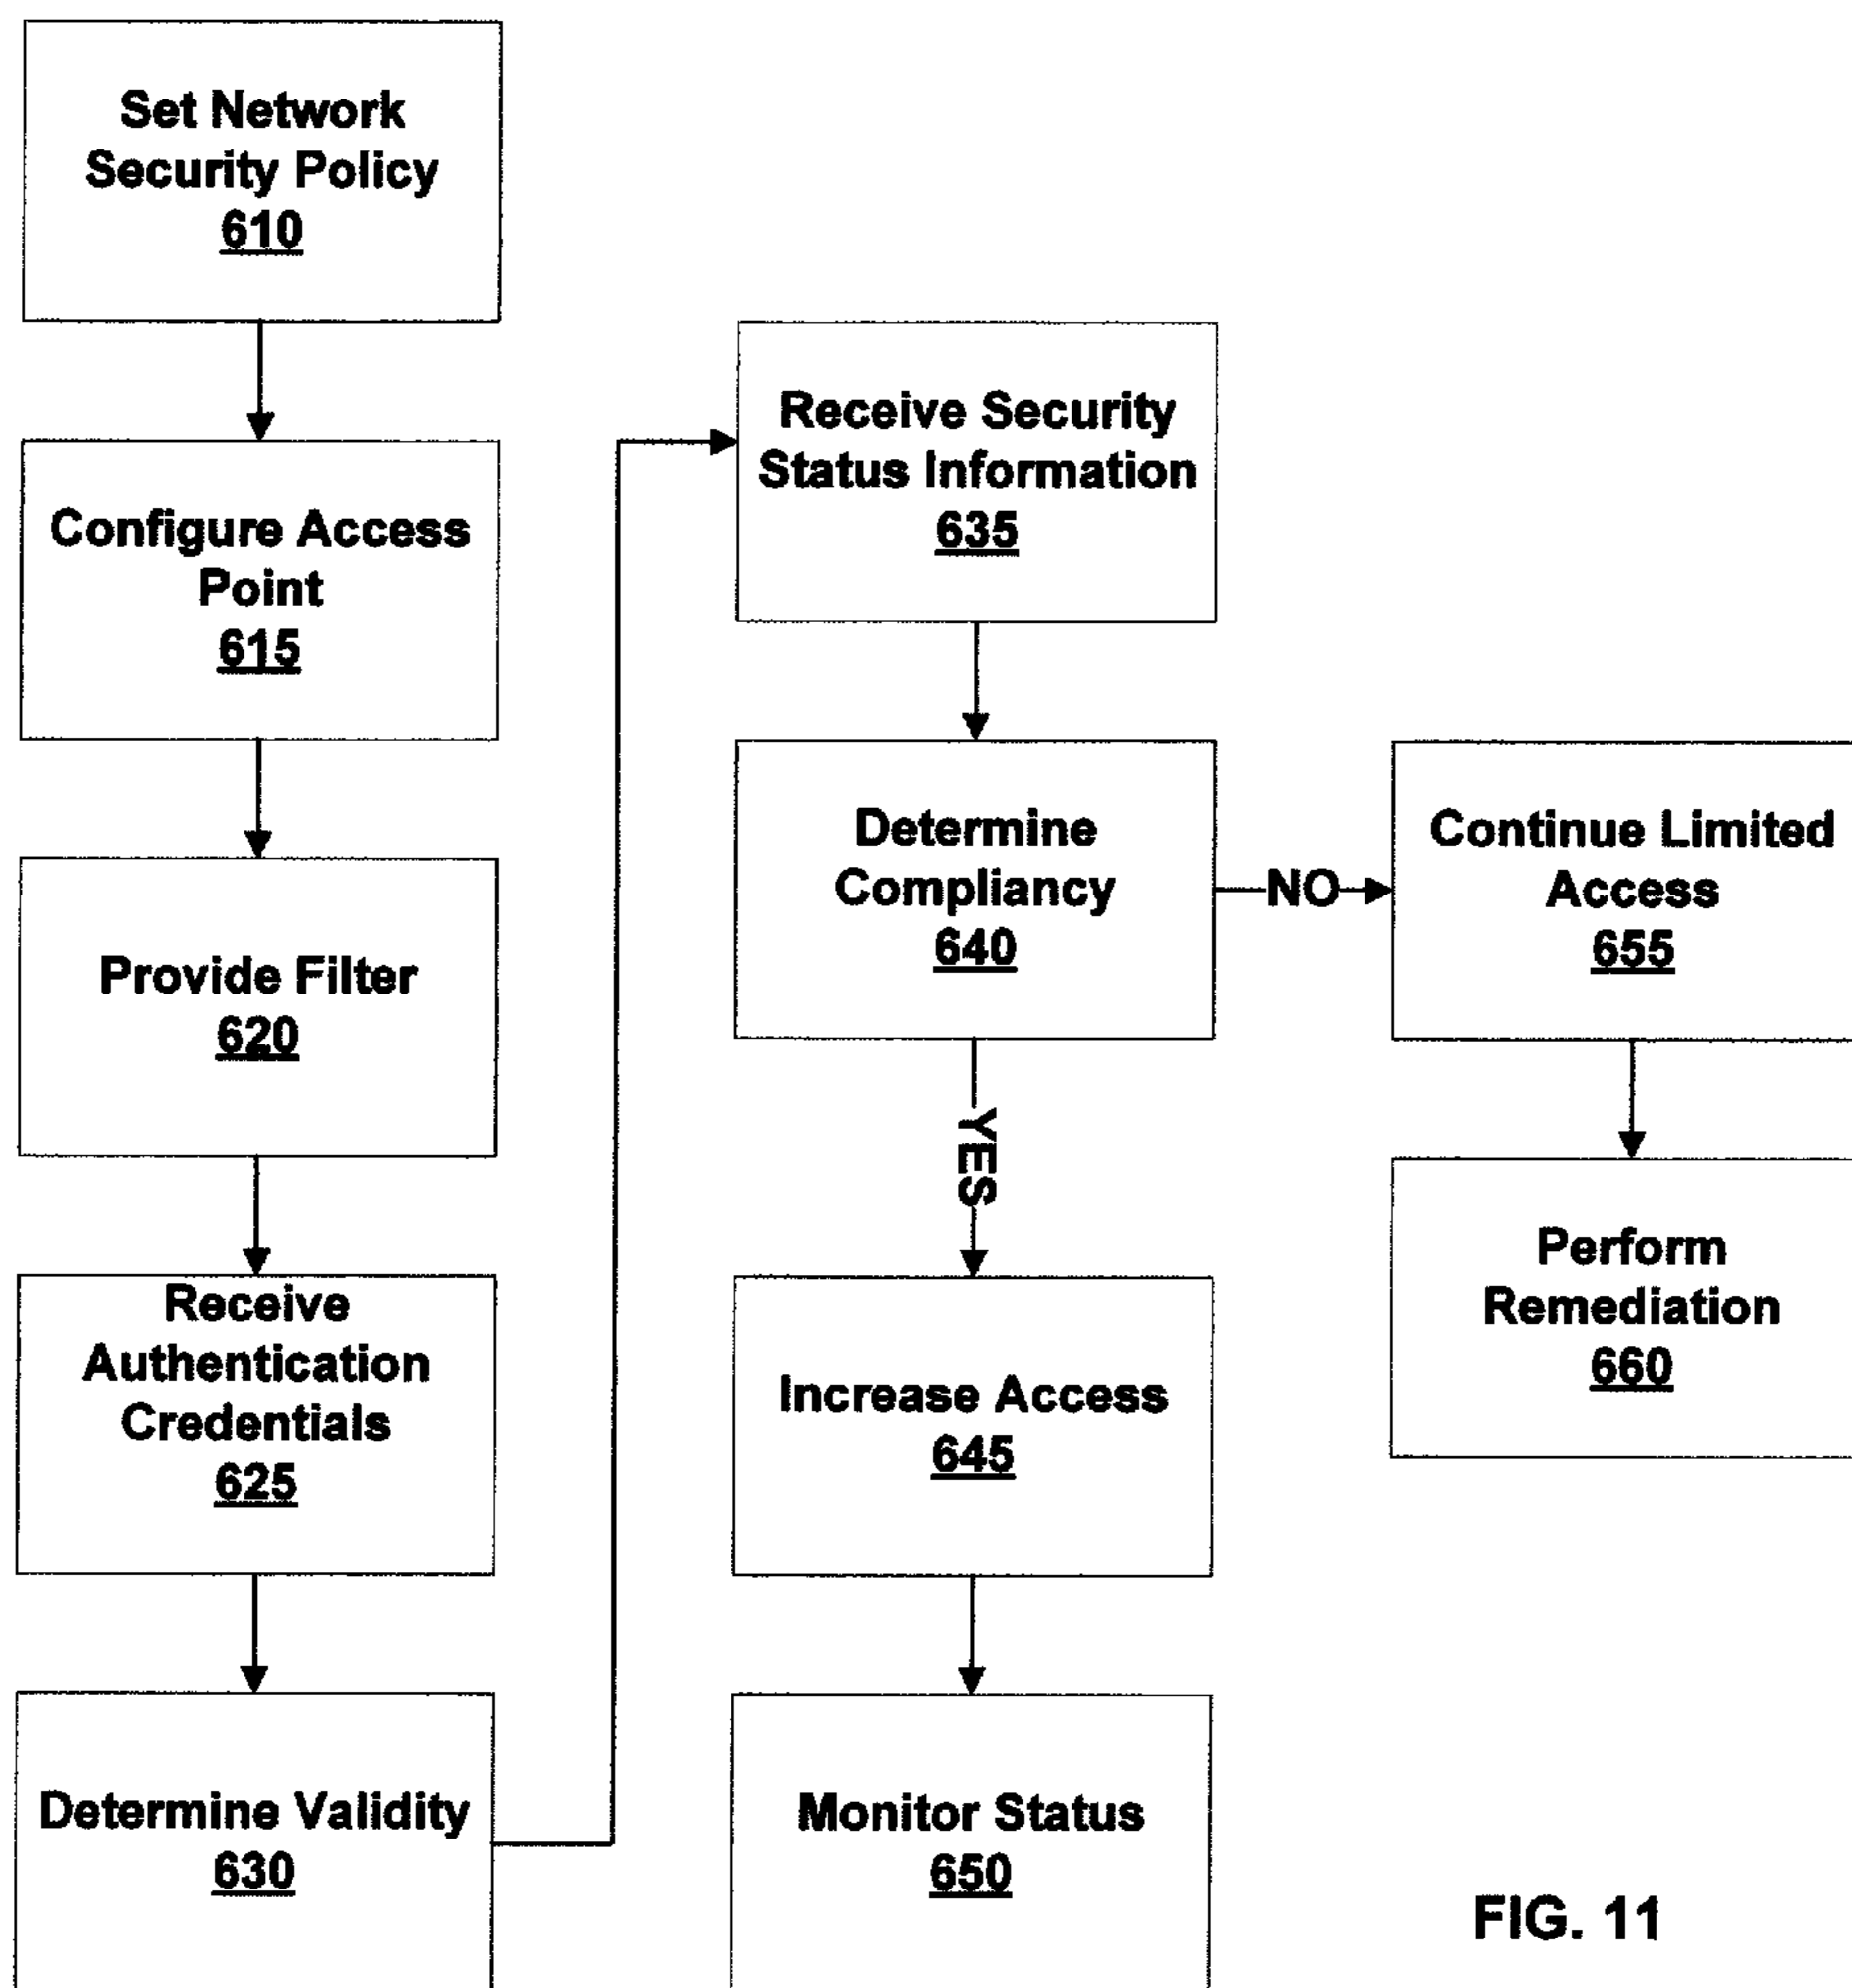 Set Network
Security Policy
610
Configure Access
Point
615
Provide Filter
620
Receive
Authentication
Credentials
625
Determine Validity
630
Receive Security
Status Information
635
Determine
Compliancy
640
NO
YES
Increase Access
645
Monitor Status
650
Continue Limited
Access
655
Perform
Remediation
660
FIG. 11